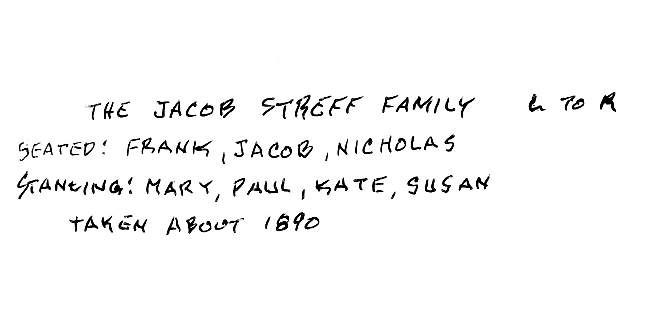 THE JACOB STREFF FAMILY L TO R
SEATED: FRANK, JACOB, NICHOLAS
STANDING: MARY, PAUL, KATE, SUSAN
TAKEN ABOUT 1890